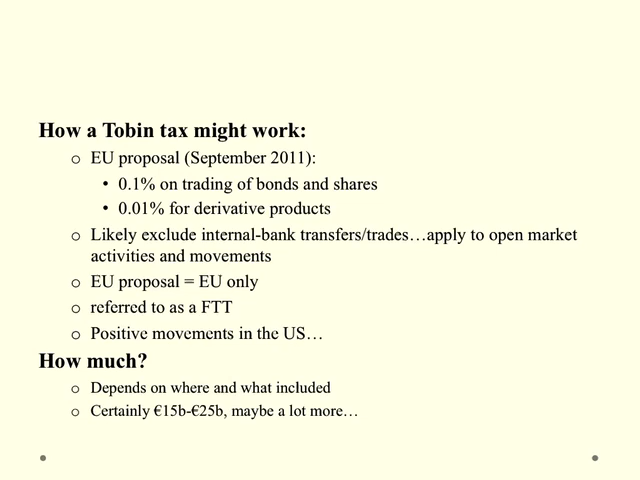 How a Tobin tax might work:
o EU proposal (September 2011):
• 0.1% on trading of bonds and shares
• 0.01% for derivative products
o Likely exclude internal-bank transfers/trades…apply to open market
activities and movements
o EU proposal = EU only
o referred to as a FTT
o Positive movements in the US…
How much?
o Depends on where and what included
o Certainly €15b-€25b, maybe a lot more…